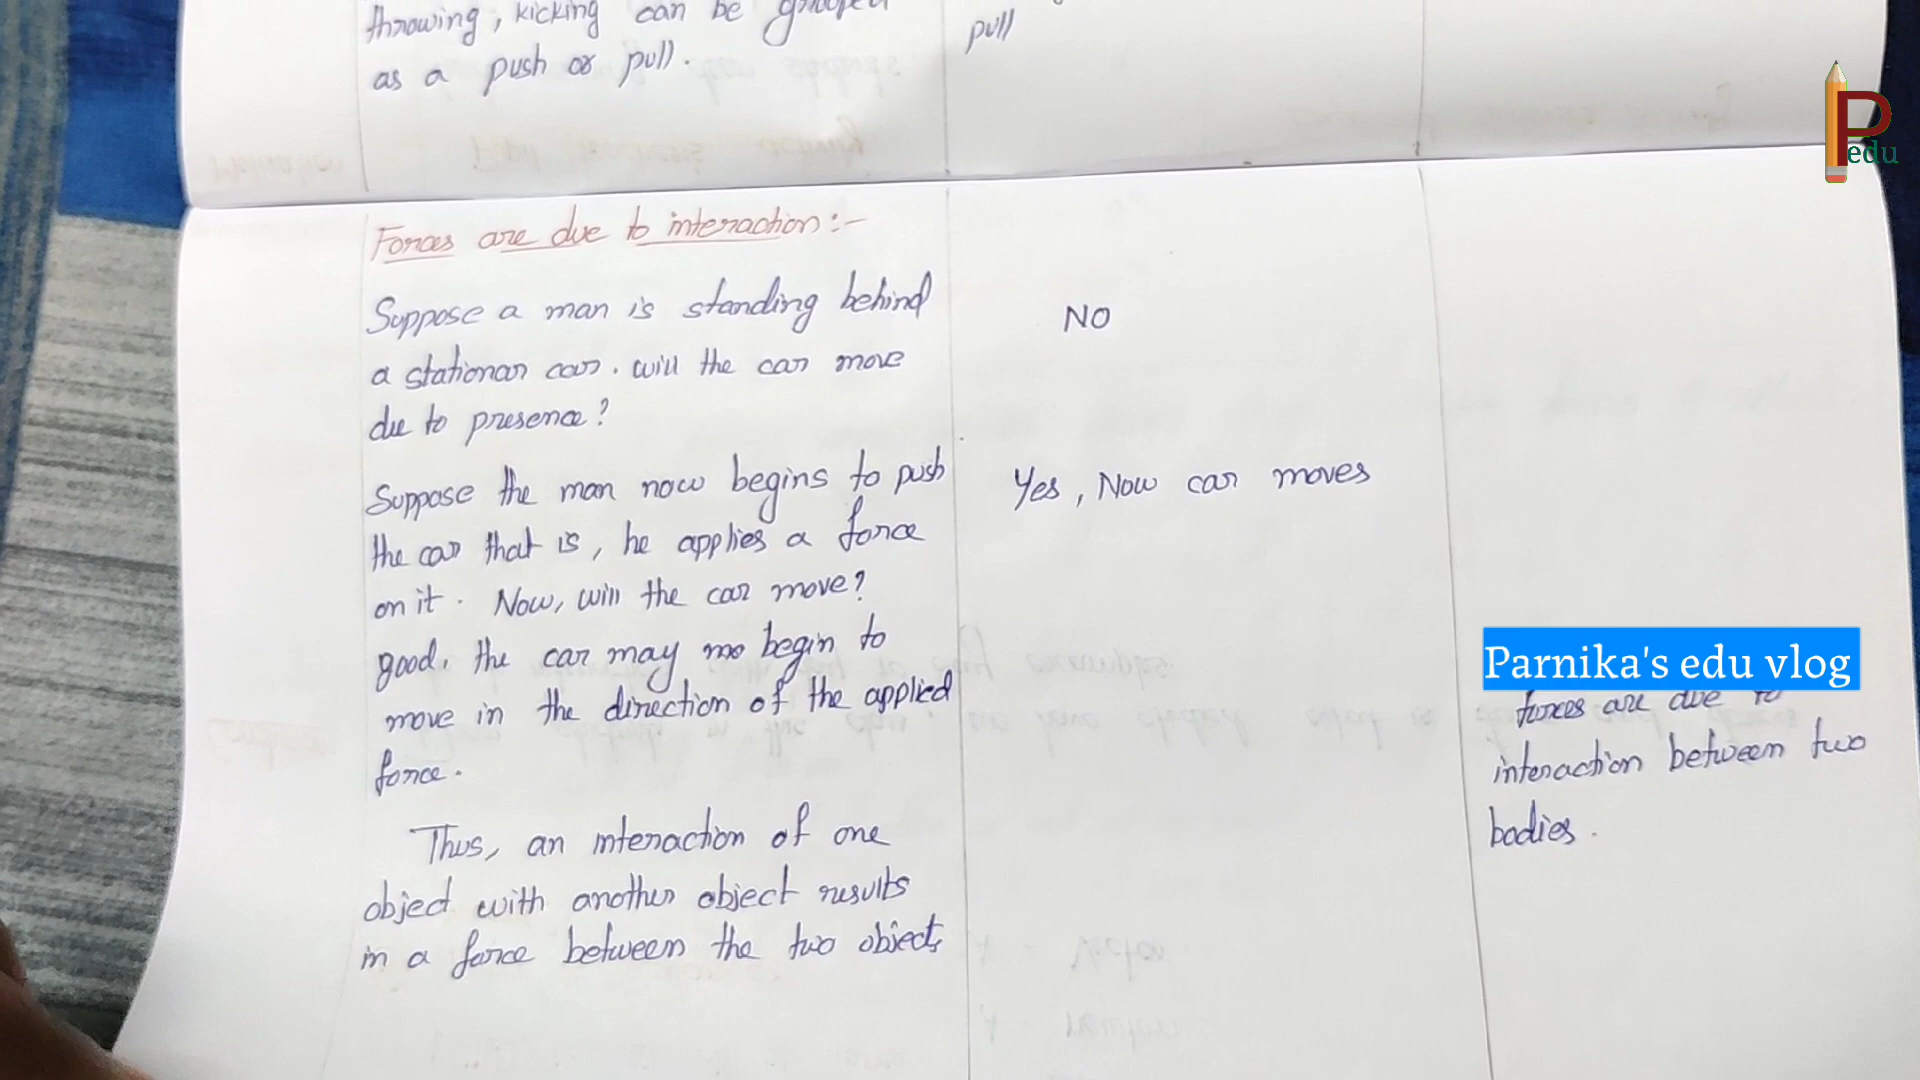 throwing, kicking can be grouped
as a push or pull.
pull
Forces are due to interaction :-
Suppose a man is standing behind
a stationar car. will the car move
due to presence?
NO
Suppose the man now begins to push
the car that is, he applies a force
on it. Now, will the car move?
good. the car may mo begin to
move in the direction of the applied
force.
Yes, Now car moves
Thus, an interaction of one
object with another object results
in a force between the two objects
forces are due to
interaction between two
bodies.
Parnika's edu vlog
P
edu